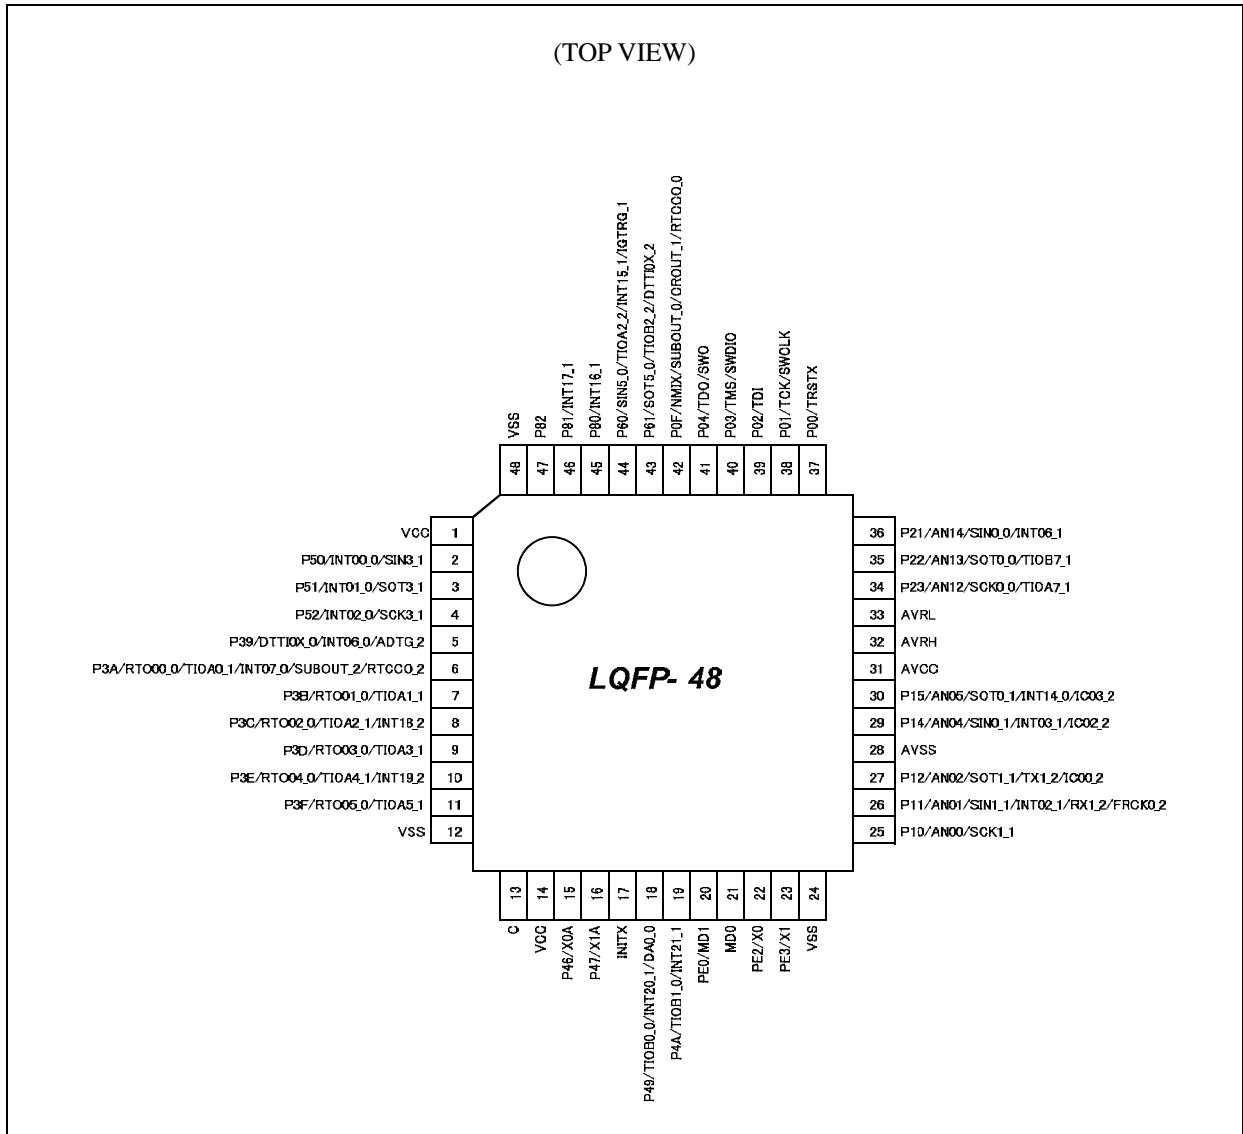 (TOP VIEW)
VSS
P82
P81/INT17_1
P80/INT16_1
P60/SIN5_0/TIOA2_2/INT15_1/IGTRG_1
P61/SOT5_0/TIOB2_2/DTTI0X_2
P0F/NMIX/SUBOUT_0/CROUT_1/RTCCO_0
P04/TDO/SWO
P03/TMS/SWDIO
P02/TDI
P01/TCK/SWCLK
P00/TRSTX
48 47 46 45 44 43 42 41 40 39 38 37
VCC 1
P50/INT00_0/SIN3_1 2
P51/INT01_0/SOT3_1 3
P52/INT02_0/SCK3_1 4
P39/DTTI0X_0/INT06_0/ADTG_2 5
P3A/RTO00_0/TIOA0_1/INT07_0/SUBOUT_2/RTCCO_2 6
P3B/RTO01_0/TIOA1_1 7
P3C/RTO02_0/TIOA2_1/INT18_2 8
P3D/RTO03_0/TIOA3_1 9
P3E/RTO04_0/TIOA4_1/INT19_2 10
P3F/RTO05_0/TIOA5_1 11
VSS 12
LQFP- 48
36 P21/AN14/SIN0_0/INT06_1
35 P22/AN13/SOT0_0/TIOB7_1
34 P23/AN12/SCK0_0/TIOA7_1
33 AVRL
32 AVRH
31 AVCC
30 P15/AN05/SOT0_1/INT14_0/IC03_2
29 P14/AN04/SIN0_1/INT03_1/IC02_2
28 AVSS
27 P12/AN02/SOT1_1/TX1_2/IC00_2
26 P11/AN01/SIN1_1/INT02_1/RX1_2/FRCK0_2
25 P10/AN00/SCK1_1
13 14 15 16 17 18 19 20 21 22 23 24
C
VCC
P46/X0A
P47/X1A
INITX
P49/TIOB0_0/INT20_1/DA0_0
P4A/TIOB1_0/INT21_1
PE0/MD1
MD0
PE2/X0
PE3/X1
VSS